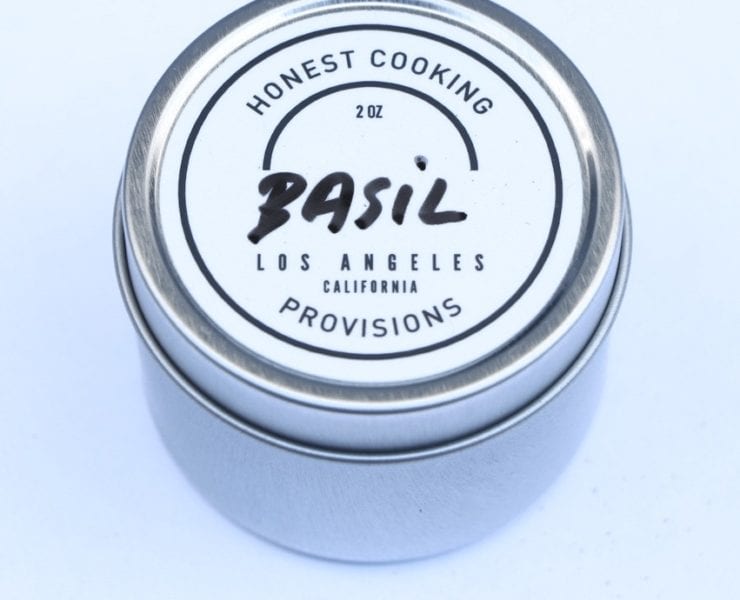 HONEST COOKING
2 OZ
BASiL
LOS ANGELES
CALIFORNIA
PROVISIONS